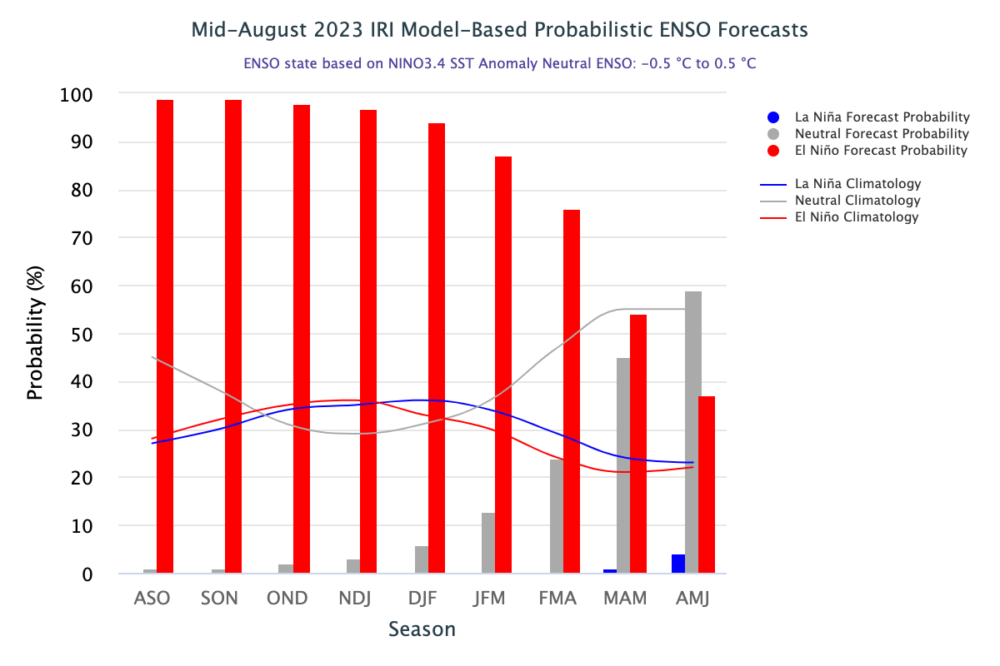 Mid-August 2023 IRI Model-Based Probabilistic ENSO Forecasts
ENSO state based on NINO3.4 SST Anomaly Neutral ENSO: -0.5 °C to 0.5 °C
100
90
80
70
60
50
40
30
20
10
0
Probability (%)
ASO SON OND NDJ DJF JFM FMA MAM AMJ
Season
La Niña Forecast Probability
Neutral Forecast Probability
El Niño Forecast Probability
La Niña Climatology
Neutral Climatology
El Niño Climatology